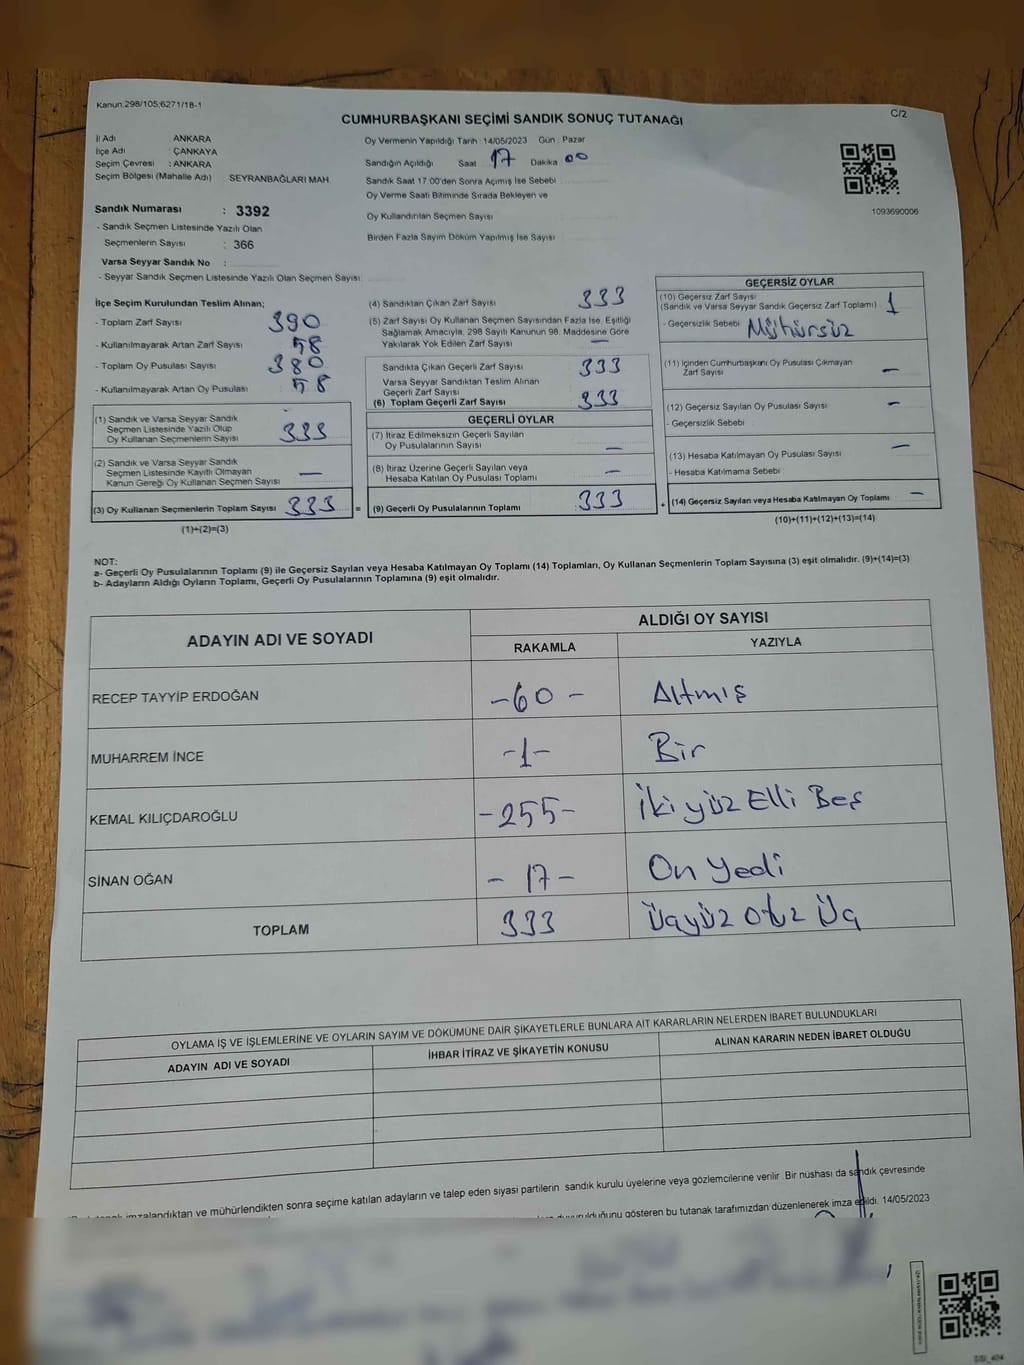 Kanun:298/105;6271/18-1
C/2
CUMHURBAŞKANI SEÇİMİ SANDIK SONUÇ TUTANAĞI
İl Adı : ANKARA
İlçe Adı : ÇANKAYA
Seçim Çevresi : ANKARA
Seçim Bölgesi (Mahalle Adı) SEYRANBAĞLARI MAH.
Sandık Numarası : 3392
- Sandık Seçmen Listesinde Yazılı Olan
Seçmenlerin Sayısı : 366
Varsa Seyyar Sandık No :
- Seyyar Sandık Seçmen Listesinde Yazılı Olan Seçmen Sayısı:
Oy Vermenin Yapıldığı Tarih : 14/05/2023 Gün : Pazar
Sandığın Açıldığı Saat 17 Dakika 00
Sandık Saat 17:00'den Sonra Açımış İse Sebebi
Oy Verme Saati Bitiminde Sırada Bekleyen ve
Oy Kullandırılan Seçmen Sayısı :
Birden Fazla Sayım Döküm Yapılmış İse Sayısı
1093690006
İlçe Seçim Kurulundan Teslim Alınan;
- Toplam Zarf Sayısı 390
- Kullanılmayarak Artan Zarf Sayısı 58
- Toplam Oy Pusulası Sayısı 380
- Kullanılmayarak Artan Oy Pusulası 58
(1) Sandık ve Varsa Seyyar Sandık
Seçmen Listesinde Yazılı Olup
Oy Kullanan Seçmenlerin Sayısı 333
(2) Sandık ve Varsa Seyyar Sandık
Seçmen Listesinde Kayıtlı Olmayan
Kanun Gereği Oy Kullanan Seçmen Sayısı —
(3) Oy Kullanan Seçmenlerin Toplam Sayısı 333 =
(1)+(2)=(3)
(4) Sandıktan Çıkan Zarf Sayısı 333
(5) Zarf Sayısı Oy Kullanan Seçmen Sayısından Fazla İse, Eşitliği
Sağlamak Amacıyla, 298 Sayılı Kanunun 98. Maddesine Göre
Yakılarak Yok Edilen Zarf Sayısı —
Sandıkta Çıkan Geçerli Zarf Sayısı 333
Varsa Seyyar Sandıktan Teslim Alınan
Geçerli Zarf Sayısı
(6) Toplam Geçerli Zarf Sayısı 333
GEÇERLİ OYLAR
(7) İtiraz Edilmeksizin Geçerli Sayılan
Oy Pusulalarının Sayısı —
(8) İtiraz Üzerine Geçerli Sayılan veya
Hesaba Katılan Oy Pusulası Toplamı —
(9) Geçerli Oy Pusulalarının Toplamı 333 +
GEÇERSİZ OYLAR
(10) Geçersiz Zarf Sayısı
(Sandık ve Varsa Seyyar Sandık Geçersiz Zarf Toplamı) 1
- Geçersizlik Sebebi Mühürsüz
(11) İçinden Cumhurbaşkanı Oy Pusulası Çıkmayan
Zarf Sayısı —
(12) Geçersiz Sayılan Oy Pusulası Sayısı —
- Geçersizlik Sebebi
(13) Hesaba Katılmayan Oy Pusulası Sayısı —
- Hesaba Katılmama Sebebi
(14) Geçersiz Sayılan veya Hesaba Katılmayan Oy Toplamı —
(10)+(11)+(12)+(13)=(14)
NOT:
a- Geçerli Oy Pusulalarının Toplamı (9) ile Geçersiz Sayılan veya Hesaba Katılmayan Oy Toplamı (14) Toplamları, Oy Kullanan Seçmenlerin Toplam Sayısına (3) eşit olmalıdır. (9)+(14)=(3)
b- Adayların Aldığı Oyların Toplamı, Geçerli Oy Pusulalarının Toplamına (9) eşit olmalıdır.
ADAYIN ADI VE SOYADI
ALDIĞI OY SAYISI
RAKAMLA YAZIYLA
RECEP TAYYİP ERDOĞAN -60- Altmış
MUHARREM İNCE -1- Bir
KEMAL KILIÇDAROĞLU -255- İki yüz Elli Beş
SİNAN OĞAN -17- On Yedi
TOPLAM 333 Üçyüz otuz Üç
OYLAMA İŞ VE İŞLEMLERİNE VE OYLARIN SAYIM VE DÖKÜMÜNE DAİR ŞİKAYETLERLE BUNLARA AİT KARARLARIN NELERDEN İBARET BULUNDUKLARI
ADAYIN ADI VE SOYADI İHBAR İTİRAZ VE ŞİKAYETİN KONUSU ALINAN KARARIN NEDEN İBARET OLDUĞU
imzalandıktan ve mühürlendikten sonra seçime katılan adayların ve talep eden siyasi partilerin sandık kurulu üyelerine veya gözlemcilerine verilir. Bir nüshası da sandık çevresinde
duyurulduğunu gösteren bu tutanak tarafımızdan düzenlenerek imza edildi. 14/05/2023